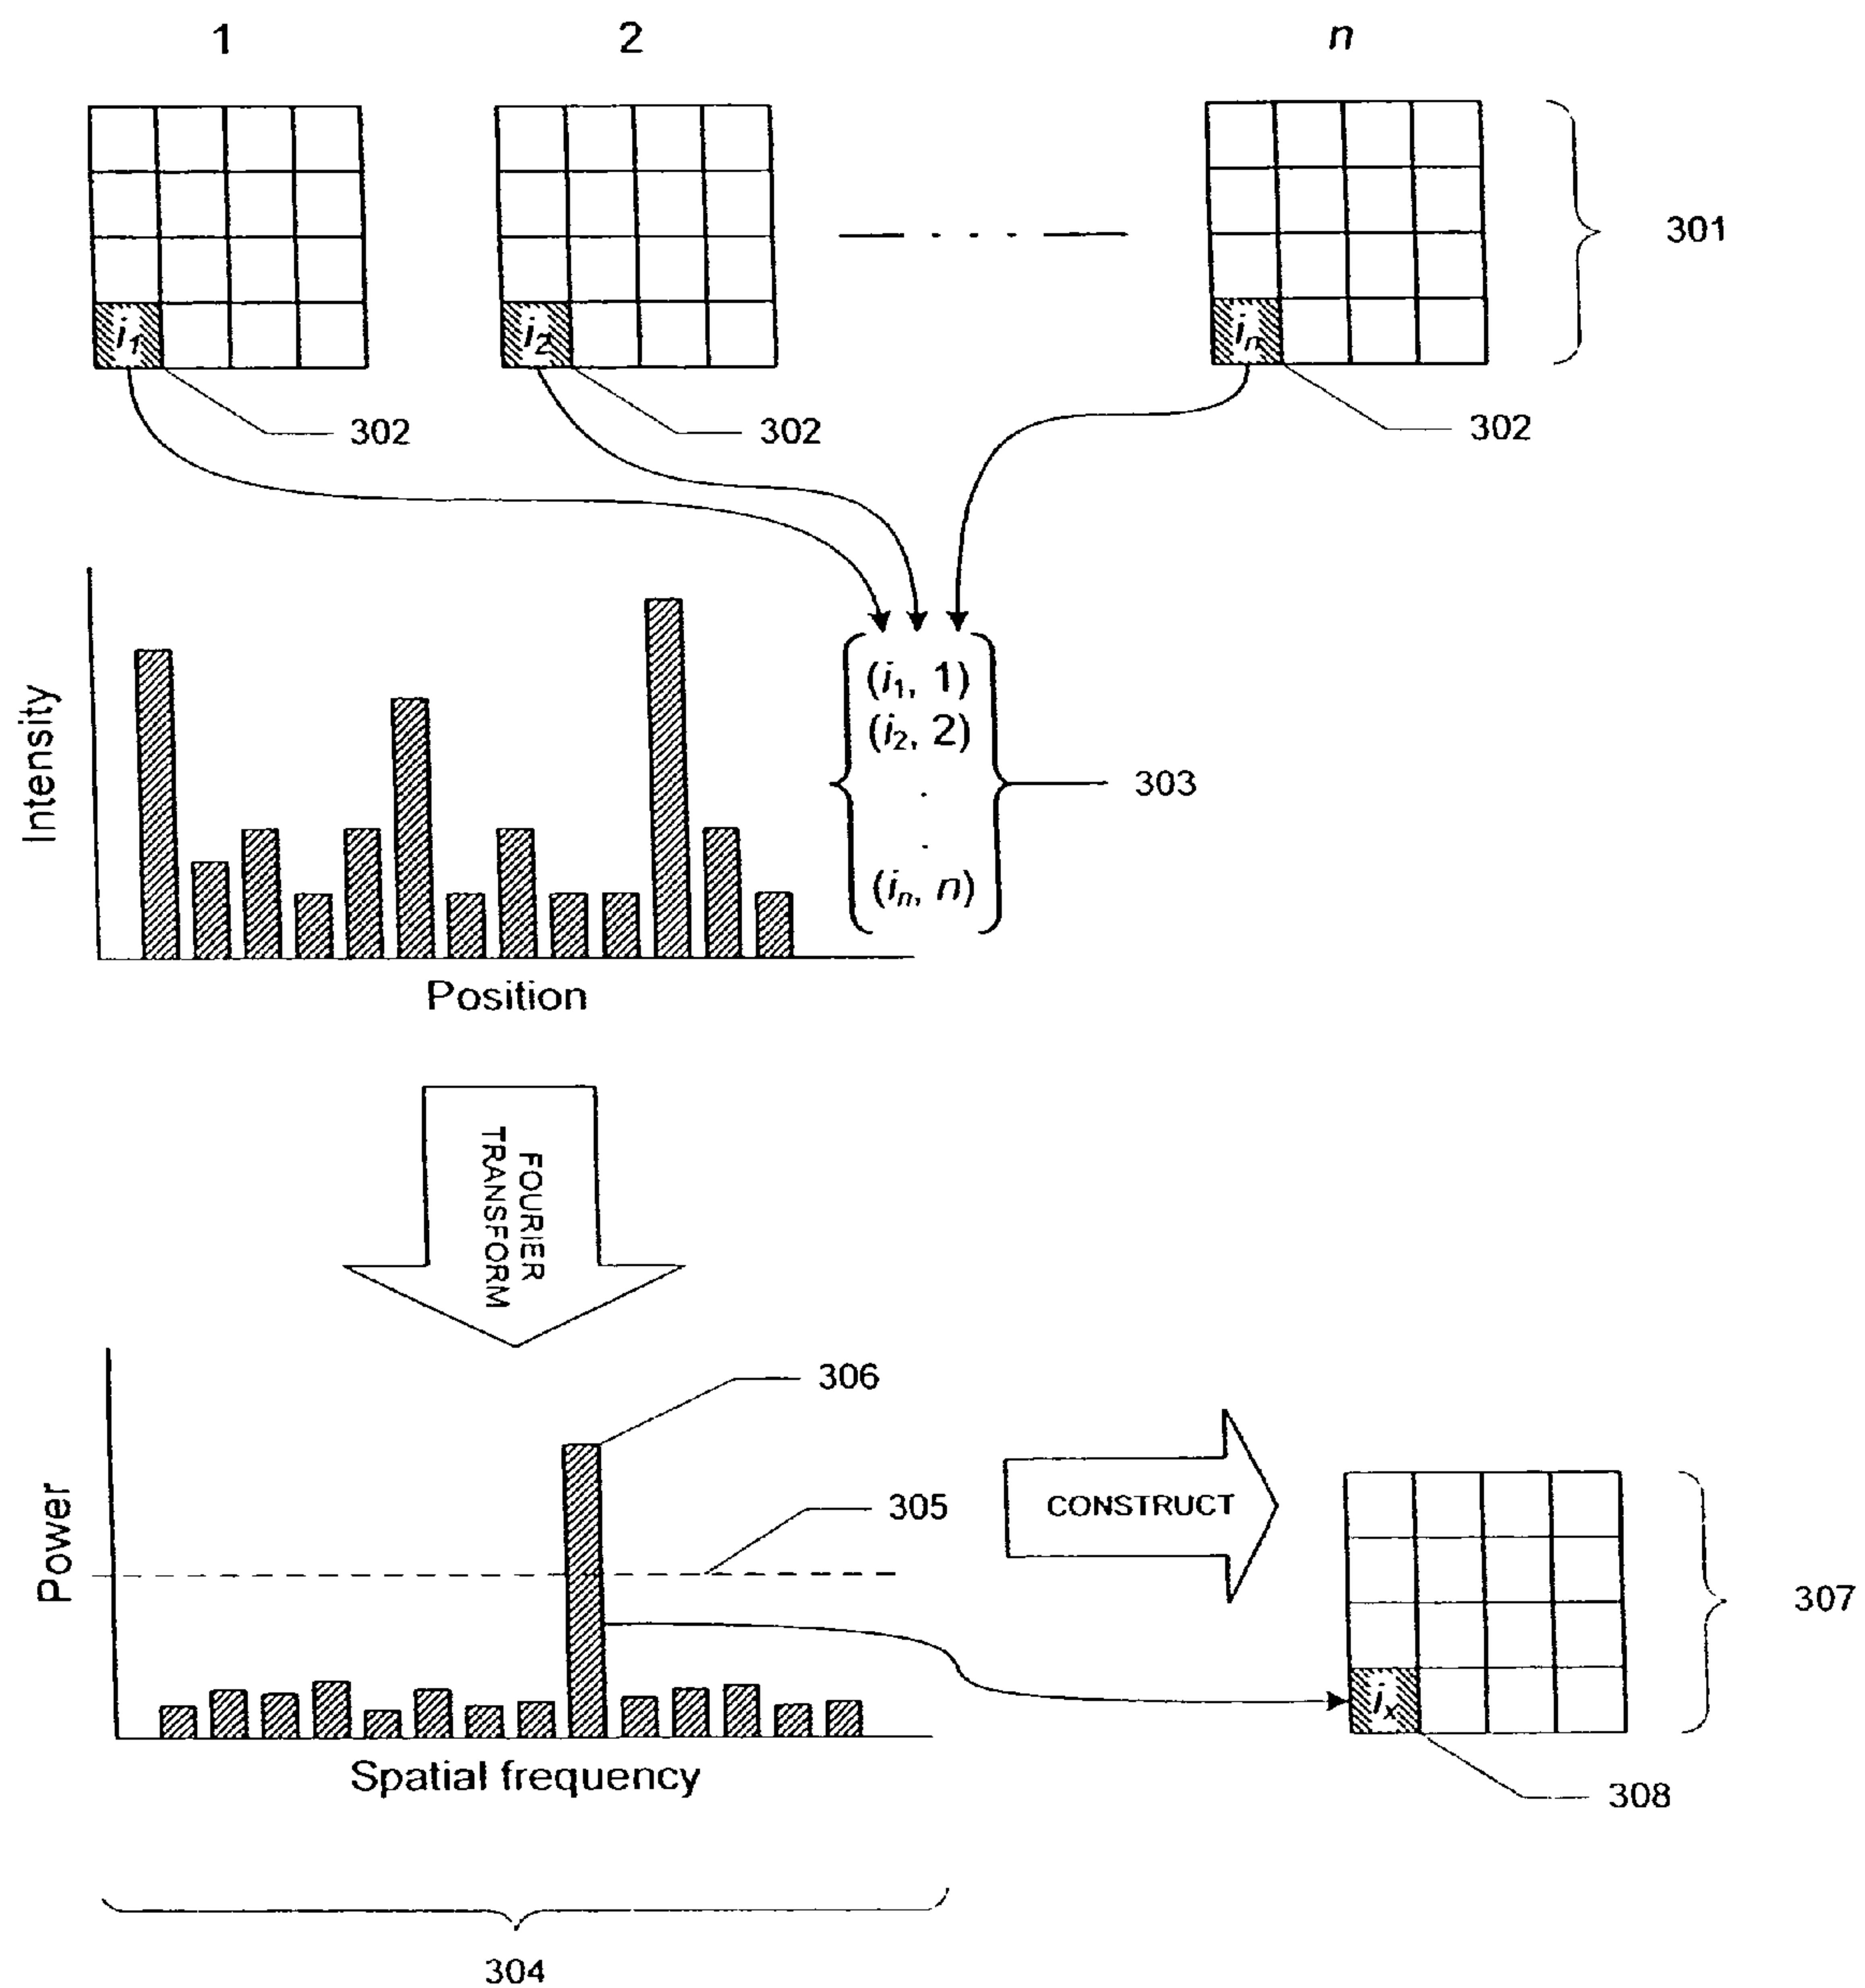 1 2 n
301
i1 i2 in
302 302 302
Intensity
(i1, 1)
(i2, 2)
.
.
(in, n)
303
Position
FOURIER
TRANSFORM
306
305
Power
CONSTRUCT
307
ix
Spatial frequency
308
304